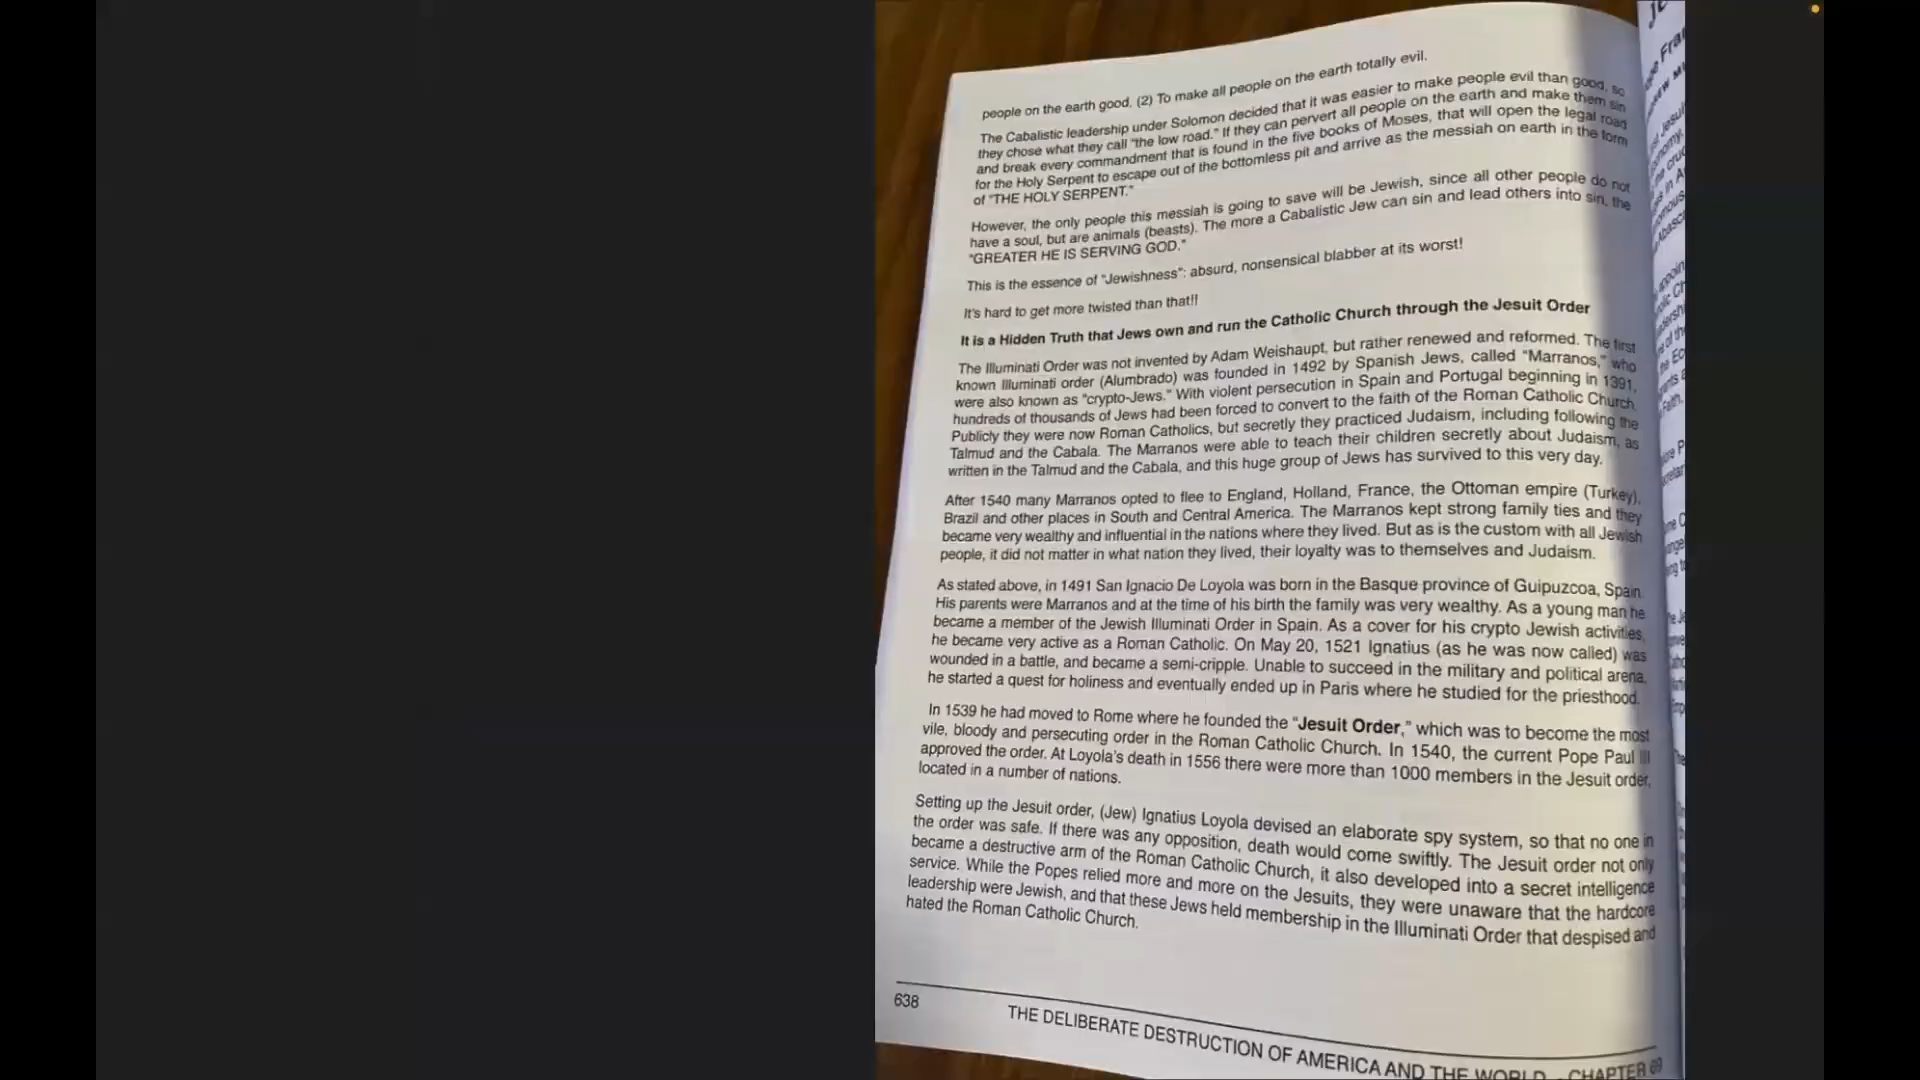 people on the earth good, (2) To make all people on the earth totally evil.
The Cabalistic leadership under Solomon decided that it was easier to make people evil than good, so
they chose what they call "the low road." If they can pervert all people on the earth and make them sin
and break every commandment that is found in the five books of Moses, that will open the legal road
for the Holy Serpent to escape out of the bottomless pit and arrive as the messiah on earth in the form
of "THE HOLY SERPENT."
However, the only people this messiah is going to save will be Jewish, since all other people do not
have a soul, but are animals (beasts). The more a Cabalistic Jew can sin and lead others into sin, the
"GREATER HE IS SERVING GOD."
This is the essence of "Jewishness": absurd, nonsensical blabber at its worst!
It's hard to get more twisted than that!!
It is a Hidden Truth that Jews own and run the Catholic Church through the Jesuit Order
The Illuminati Order was not invented by Adam Weishaupt, but rather renewed and reformed. The first
known Illuminati order (Alumbrado) was founded in 1492 by Spanish Jews, called "Marranos," who
were also known as "crypto-Jews." With violent persecution in Spain and Portugal beginning in 1391,
hundreds of thousands of Jews had been forced to convert to the faith of the Roman Catholic Church.
Publicly they were now Roman Catholics, but secretly they practiced Judaism, including following the
Talmud and the Cabala. The Marranos were able to teach their children secretly about Judaism, as
written in the Talmud and the Cabala, and this huge group of Jews has survived to this very day.
After 1540 many Marranos opted to flee to England, Holland, France, the Ottoman empire (Turkey),
Brazil and other places in South and Central America. The Marranos kept strong family ties and they
became very wealthy and influential in the nations where they lived. But as is the custom with all Jewish
people, it did not matter in what nation they lived, their loyalty was to themselves and Judaism.
As stated above, in 1491 San Ignacio De Loyola was born in the Basque province of Guipuzcoa, Spain.
His parents were Marranos and at the time of his birth the family was very wealthy. As a young man he
became a member of the Jewish Illuminati Order in Spain. As a cover for his crypto Jewish activities,
he became very active as a Roman Catholic. On May 20, 1521 Ignatius (as he was now called) was
wounded in a battle, and became a semi-cripple. Unable to succeed in the military and political arena,
he started a quest for holiness and eventually ended up in Paris where he studied for the priesthood.
In 1539 he had moved to Rome where he founded the "Jesuit Order," which was to become the most
vile, bloody and persecuting order in the Roman Catholic Church. In 1540, the current Pope Paul III
approved the order. At Loyola's death in 1556 there were more than 1000 members in the Jesuit order,
located in a number of nations.
Setting up the Jesuit order, (Jew) Ignatius Loyola devised an elaborate spy system, so that no one in
the order was safe. If there was any opposition, death would come swiftly. The Jesuit order not only
became a destructive arm of the Roman Catholic Church, it also developed into a secret intelligence
service. While the Popes relied more and more on the Jesuits, they were unaware that the hardcore
leadership were Jewish, and that these Jews held membership in the Illuminati Order that despised and
hated the Roman Catholic Church.
638
THE DELIBERATE DESTRUCTION OF AMERICA AND THE WORLD - CHAPTER